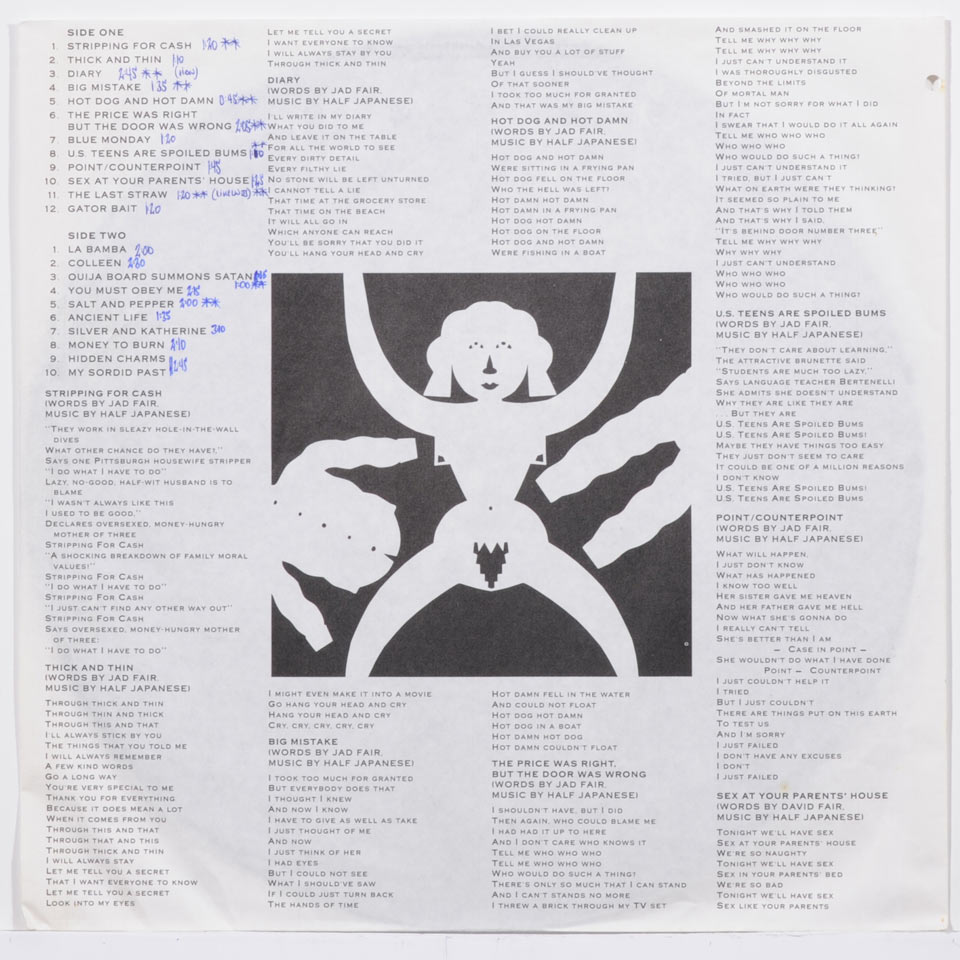 SIDE ONE
1. STRIPPING FOR CASH 1:20 **
2. THICK AND THIN 1:10
3. DIARY 2:45 ** (slow)
4. BIG MISTAKE 1:35 **
5. HOT DOG AND HOT DAMN 0:45 **
6. THE PRICE WAS RIGHT
BUT THE DOOR WAS WRONG **
7. BLUE MONDAY 1:20
8. U.S. TEENS ARE SPOILED BUMS **
9. POINT/COUNTERPOINT 1:45
10. SEX AT YOUR PARENTS' HOUSE
11. THE LAST STRAW 1:20 ** **
12. GATOR BAIT 1:20
SIDE TWO
1. LA BAMBA 2:00
2. COLLEEN 2:30
3. OUIJA BOARD SUMMONS SATAN
1:00 **
4. YOU MUST OBEY ME
5. SALT AND PEPPER 2:00 **
6. ANCIENT LIFE 1:35
7. SILVER AND KATHERINE 3:10
8. MONEY TO BURN 2:10
9. HIDDEN CHARMS
10. MY SORDID PAST 2:45
STRIPPING FOR CASH
(WORDS BY JAD FAIR,
MUSIC BY HALF JAPANESE)
"THEY WORK IN SLEAZY HOLE-IN-THE-WALL
DIVES
WHAT OTHER CHANCE DO THEY HAVE!,"
SAYS ONE PITTSBURGH HOUSEWIFE STRIPPER
"I DO WHAT I HAVE TO DO"
LAZY, NO-GOOD, HALF-WIT HUSBAND IS TO
BLAME
"I WASN'T ALWAYS LIKE THIS
I USED TO BE GOOD,"
DECLARES OVERSEXED, MONEY-HUNGRY
MOTHER OF THREE
STRIPPING FOR CASH
"A SHOCKING BREAKDOWN OF FAMILY MORAL
VALUES!"
STRIPPING FOR CASH
"I DO WHAT I HAVE TO DO"
STRIPPING FOR CASH
"I JUST CAN'T FIND ANY OTHER WAY OUT"
STRIPPING FOR CASH
SAYS OVERSEXED, MONEY-HUNGRY MOTHER
OF THREE:
"I DO WHAT I HAVE TO DO"
THICK AND THIN
(WORDS BY JAD FAIR,
MUSIC BY HALF JAPANESE)
THROUGH THICK AND THIN
THROUGH THIN AND THICK
THROUGH THIS AND THAT
I'LL ALWAYS STICK BY YOU
THE THINGS THAT YOU TOLD ME
I WILL ALWAYS REMEMBER
A FEW KIND WORDS
GO A LONG WAY
YOU'RE VERY SPECIAL TO ME
THANK YOU FOR EVERYTHING
BECAUSE IT DOES MEAN A LOT
WHEN IT COMES FROM YOU
THROUGH THIS AND THAT
THROUGH THAT AND THIS
THROUGH THICK AND THIN
I WILL ALWAYS STAY
LET ME TELL YOU A SECRET
THAT I WANT EVERYONE TO KNOW
LET ME TELL YOU A SECRET
LOOK INTO MY EYES
LET ME TELL YOU A SECRET
I WANT EVERYONE TO KNOW
I WILL ALWAYS STAY BY YOU
THROUGH THICK AND THIN
DIARY
(WORDS BY JAD FAIR,
MUSIC BY HALF JAPANESE)
I'LL WRITE IN MY DIARY
WHAT YOU DID TO ME
AND LEAVE IT ON THE TABLE
FOR ALL THE WORLD TO SEE
EVERY DIRTY DETAIL
EVERY FILTHY LIE
NO STONE WILL BE LEFT UNTURNED
I CANNOT TELL A LIE
THAT TIME AT THE GROCERY STORE
THAT TIME ON THE BEACH
IT WILL ALL GO IN
WHICH ANYONE CAN REACH
YOU'LL BE SORRY THAT YOU DID IT
YOU'LL HANG YOUR HEAD AND CRY
I MIGHT EVEN MAKE IT INTO A MOVIE
GO HANG YOUR HEAD AND CRY
HANG YOUR HEAD AND CRY
CRY, CRY, CRY, CRY, CRY
BIG MISTAKE
(WORDS BY JAD FAIR,
MUSIC BY HALF JAPANESE)
I TOOK TOO MUCH FOR GRANTED
BUT EVERYBODY DOES THAT
I THOUGHT I KNEW
AND NOW I KNOW
I HAVE TO GIVE AS WELL AS TAKE
I JUST THOUGHT OF ME
AND NOW
I JUST THINK OF HER
I HAD EYES
BUT I COULD NOT SEE
WHAT I SHOULD'VE SAW
IF I COULD JUST TURN BACK
THE HANDS OF TIME
I BET I COULD REALLY CLEAN UP
IN LAS VEGAS
AND BUY YOU A LOT OF STUFF
YEAH
BUT I GUESS I SHOULD'VE THOUGHT
OF THAT SOONER
I TOOK TOO MUCH FOR GRANTED
AND THAT WAS MY BIG MISTAKE
HOT DOG AND HOT DAMN
(WORDS BY JAD FAIR,
MUSIC BY HALF JAPANESE)
HOT DOG AND HOT DAMN
WERE SITTING IN A FRYING PAN
HOT DOG FELL ON THE FLOOR
WHO THE HELL WAS LEFT!
HOT DAMN HOT DAMN
HOT DAMN IN A FRYING PAN
HOT DOG HOT DAMN
HOT DOG ON THE FLOOR
HOT DOG AND HOT DAMN
WERE FISHING IN A BOAT
HOT DAMN FELL IN THE WATER
AND COULD NOT FLOAT
HOT DOG HOT DAMN
HOT DOG IN A BOAT
HOT DAMN HOT DOG
HOT DAMN COULDN'T FLOAT
THE PRICE WAS RIGHT,
BUT THE DOOR WAS WRONG
(WORDS BY JAD FAIR,
MUSIC BY HALF JAPANESE)
I SHOULDN'T HAVE, BUT I DID
THEN AGAIN, WHO COULD BLAME ME
I HAD HAD IT UP TO HERE
AND I DON'T CARE WHO KNOWS IT
TELL ME WHO WHO WHO
TELL ME WHO WHO WHO
WHO WOULD DO SUCH A THING!
THERE'S ONLY SO MUCH THAT I CAN STAND
AND I CAN'T STANDS NO MORE
I THREW A BRICK THROUGH MY TV SET
AND SMASHED IT ON THE FLOOR
TELL ME WHY WHY WHY
TELL ME WHY WHY WHY
I JUST CAN'T UNDERSTAND IT
I WAS THOROUGHLY DISGUSTED
BEYOND THE LIMITS
OF MORTAL MAN
BUT I'M NOT SORRY FOR WHAT I DID
IN FACT
I SWEAR THAT I WOULD DO IT ALL AGAIN
TELL ME WHO WHO WHO
WHO WHO WHO
WHO WOULD DO SUCH A THING!
I JUST CAN'T UNDERSTAND IT
I TRIED, BUT I JUST CAN'T
WHAT ON EARTH WERE THEY THINKING!
IT SEEMED SO PLAIN TO ME
AND THAT'S WHY I TOLD THEM
AND THAT'S WHY I SAID,
"IT'S BEHIND DOOR NUMBER THREE"
TELL ME WHY WHY WHY
WHY WHY WHY
I JUST CAN'T UNDERSTAND
WHO WHO WHO
WHO WHO WHO
WHO WOULD DO SUCH A THING!
U.S. TEENS ARE SPOILED BUMS
(WORDS BY JAD FAIR,
MUSIC BY HALF JAPANESE)
"THEY DON'T CARE ABOUT LEARNING,"
THE ATTRACTIVE BRUNETTE SAID
"STUDENTS ARE MUCH TOO LAZY,"
SAYS LANGUAGE TEACHER BERTENELLI
SHE ADMITS SHE DOESN'T UNDERSTAND
WHY THEY ARE LIKE THEY ARE
. . . BUT THEY ARE
U.S. TEENS ARE SPOILED BUMS
U.S. TEENS ARE SPOILED BUMS!
MAYBE THEY HAVE THINGS TOO EASY
THEY JUST DON'T SEEM TO CARE
IT COULD BE ONE OF A MILLION REASONS
I DON'T KNOW
U.S. TEENS ARE SPOILED BUMS!
U.S. TEENS ARE SPOILED BUMS
POINT/COUNTERPOINT
(WORDS BY JAD FAIR,
MUSIC BY HALF JAPANESE)
WHAT WILL HAPPEN,
I JUST DON'T KNOW
WHAT HAS HAPPENED
I KNOW TOO WELL
HER SISTER GAVE ME HEAVEN
AND HER FATHER GAVE ME HELL
NOW WHAT SHE'S GONNA DO
I REALLY CAN'T TELL
SHE'S BETTER THAN I AM
– CASE IN POINT –
SHE WOULDN'T DO WHAT I HAVE DONE
POINT – COUNTERPOINT
I JUST COULDN'T HELP IT
I TRIED
BUT I JUST COULDN'T
THERE ARE THINGS PUT ON THIS EARTH
TO TEST US
AND I'M SORRY
I JUST FAILED
I DON'T HAVE ANY EXCUSES
I DON'T
I JUST FAILED
SEX AT YOUR PARENTS' HOUSE
(WORDS BY DAVID FAIR,
MUSIC BY HALF JAPANESE)
TONIGHT WE'LL HAVE SEX
SEX AT YOUR PARENTS' HOUSE
WE'RE SO NAUGHTY
TONIGHT WE'LL HAVE SEX
SEX IN YOUR PARENTS' BED
WE'RE SO BAD
TONIGHT WE'LL HAVE SEX
SEX LIKE YOUR PARENTS